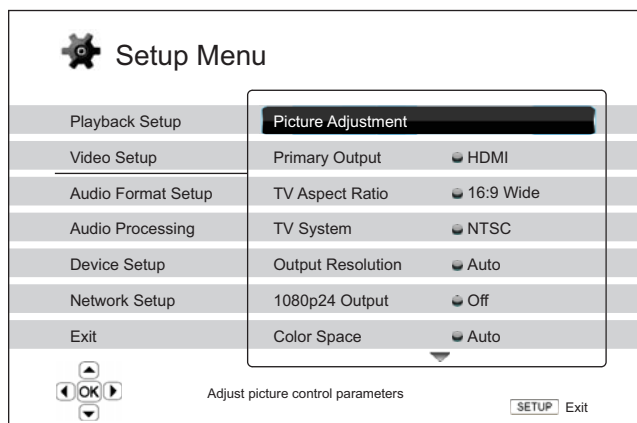 Setup Menu
Playback Setup
Video Setup
Audio Format Setup
Audio Processing
Device Setup
Network Setup
Exit
Picture Adjustment
Primary Output HDMI
TV Aspect Ratio 16:9 Wide
TV System NTSC
Output Resolution Auto
1080p24 Output Off
Color Space Auto
OK
Adjust picture control parameters
SETUP Exit